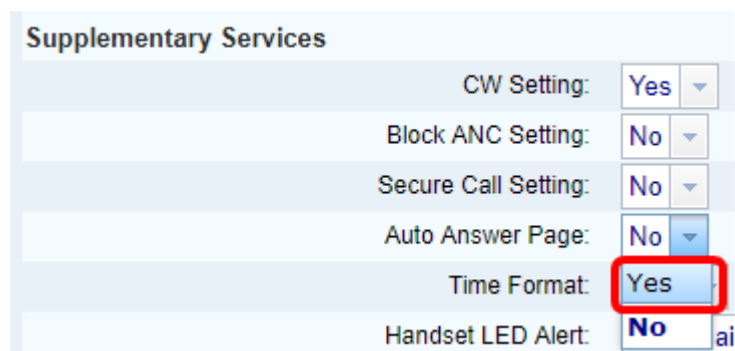 Supplementary Services
CW Setting: Yes
Block ANC Setting: No
Secure Call Setting: No
Auto Answer Page: No
Time Format: Yes
Handset LED Alert: No ai